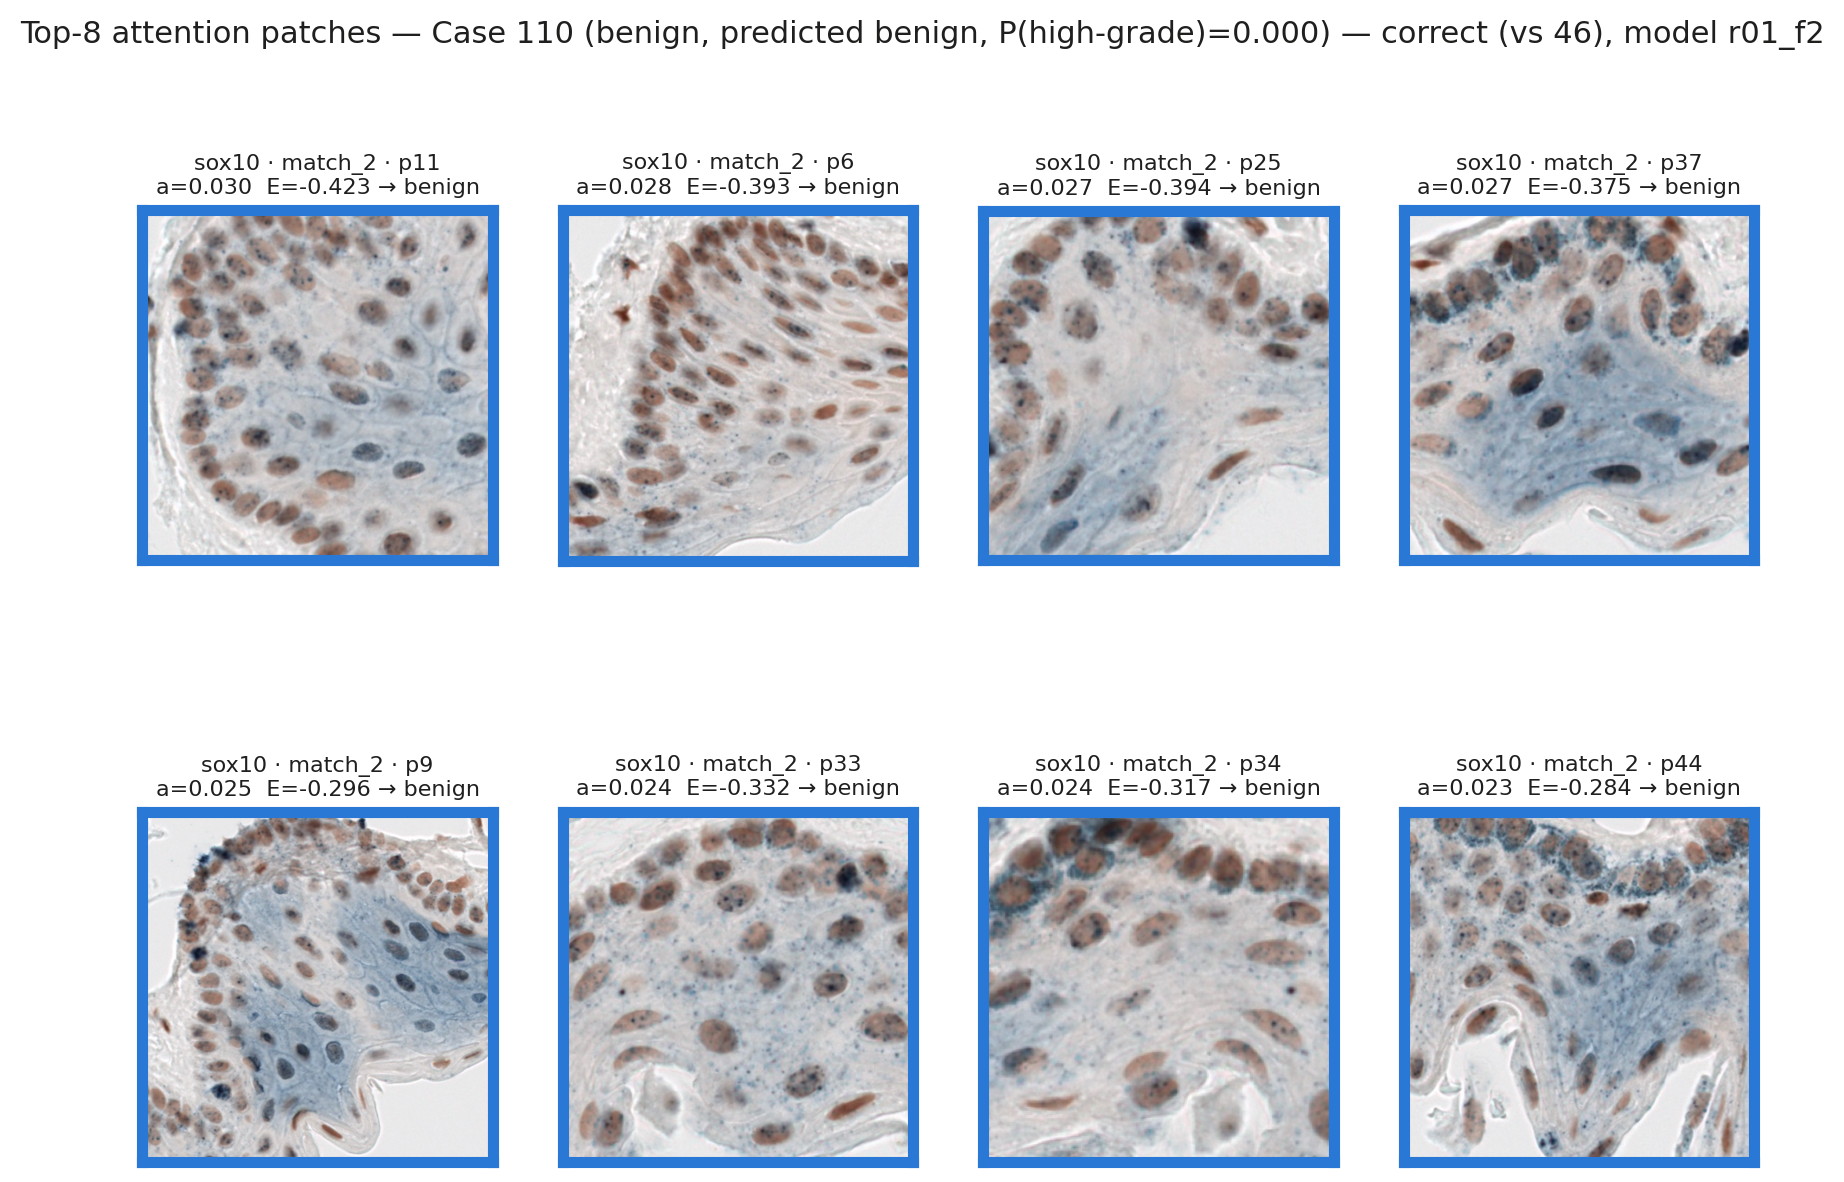 Top-8 attention patches — Case 110 (benign, predicted benign, P(high-grade)=0.000) — correct (vs 46), model r01_f2
sox10 · match_2 · p11
a=0.030 E=-0.423 → benign
sox10 · match_2 · p6
a=0.028 E=-0.393 → benign
sox10 · match_2 · p25
a=0.027 E=-0.394 → benign
sox10 · match_2 · p37
a=0.027 E=-0.375 → benign
sox10 · match_2 · p9
a=0.025 E=-0.296 → benign
sox10 · match_2 · p33
a=0.024 E=-0.332 → benign
sox10 · match_2 · p34
a=0.024 E=-0.317 → benign
sox10 · match_2 · p44
a=0.023 E=-0.284 → benign